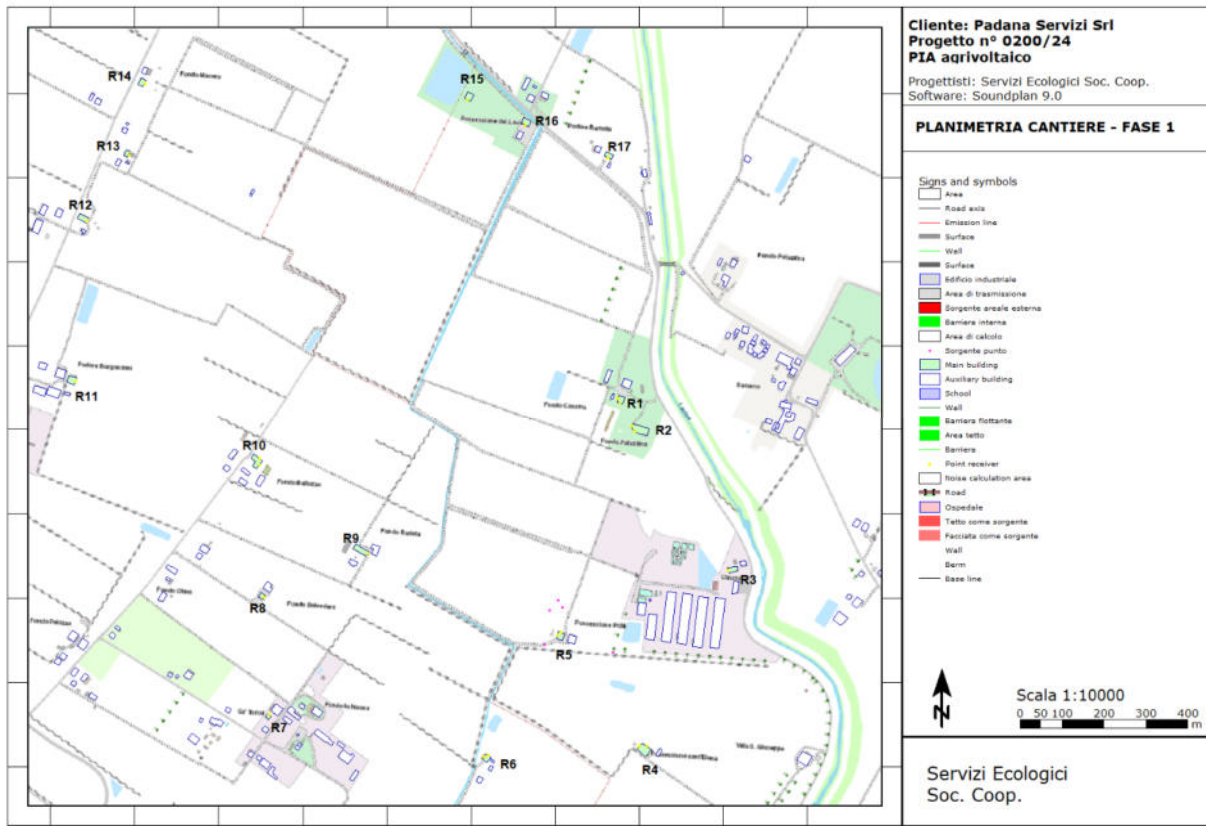 Cliente: Padana Servizi Srl
Progetto n° 0200/24
PIA agrivoltaico
Progettisti: Servizi Ecologici Soc. Coop.
Software: Soundplan 9.0
PLANIMETRIA CANTIERE - FASE 1
Signs and symbols
Area
Road axis
Emission line
Surface
Wall
Surface
Edificio industriale
Area di trasmissione
Sorgente areale esterna
Barriera interna
Area di calcolo
Sorgente punto
Main building
Auxiliary building
School
Wall
Barriera flottante
Area tetto
Barriera
Point receiver
Noise calculation area
Road
Ospedale
Tetto come sorgente
Facciata come sorgente
Wall
Berm
Base line
N
Scala 1:10000
0 50 100 200 300 400
m
Servizi Ecologici
Soc. Coop.
R14
R15
R16
R17
R13
R12
R11
R1
R2
R10
R9
R3
R8
R5
R7
R6
R4